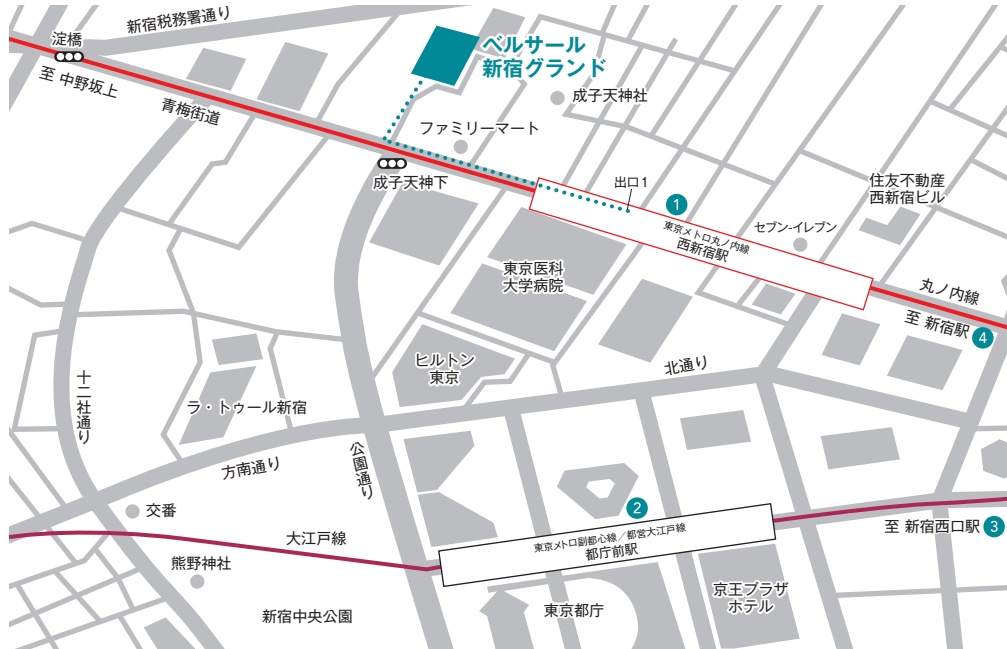 新宿税務署通り
淀橋
至 中野坂上
青梅街道
ベルサール
新宿グランド
成子天神社
ファミリーマート
成子天神下
出口1
1
東京メトロ丸ノ内線
西新宿駅
セブン-イレブン
住友不動産
西新宿ビル
東京医科
大学病院
丸ノ内線
至 新宿駅 4
ヒルトン
東京
北通り
十二社通り
ラ・トゥール新宿
方南通り
公園通り
交番
大江戸線
2
東京メトロ副都心線/都営大江戸線
都庁前駅
至 新宿西口駅 3
熊野神社
新宿中央公園
東京都庁
京王プラザ
ホテル